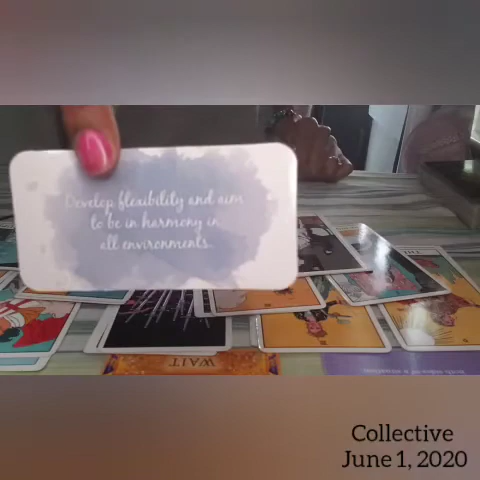 Develop flexibility and aim
to be in harmony in
all environments.
WAIT
Collective
June 1, 2020